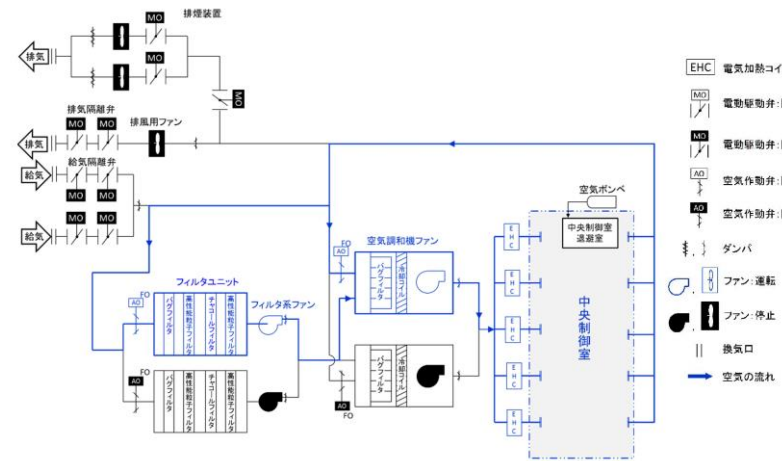 排煙装置
MO
MO
排気
MO
排気隔離弁
排風用ファン
MO
MO
排気
給気隔離弁
給気
MO
MO
MO
MO
給気
空気ボンベ
中央制御室
退避室
空気調和機ファン
FO
AO
バグフィルタ
冷却コイル
フィルタユニット
フィルタ系ファン
FO
AO
バグフィルタ
高性能粒子フィルタ
チャコールフィルタ
高性能粒子フィルタ
FO
AO
バグフィルタ
高性能粒子フィルタ
チャコールフィルタ
高性能粒子フィルタ
バグフィルタ
冷却コイル
AO
FO
EHC
EHC
EHC
EHC
EHC
中央制御室
EHC 電気加熱コイ
MO 電動駆動弁:
MO 電動駆動弁:
AO 空気作動弁:
AO 空気作動弁:
ダンパ
ファン:運転
ファン:停止
換気口
空気の流れ